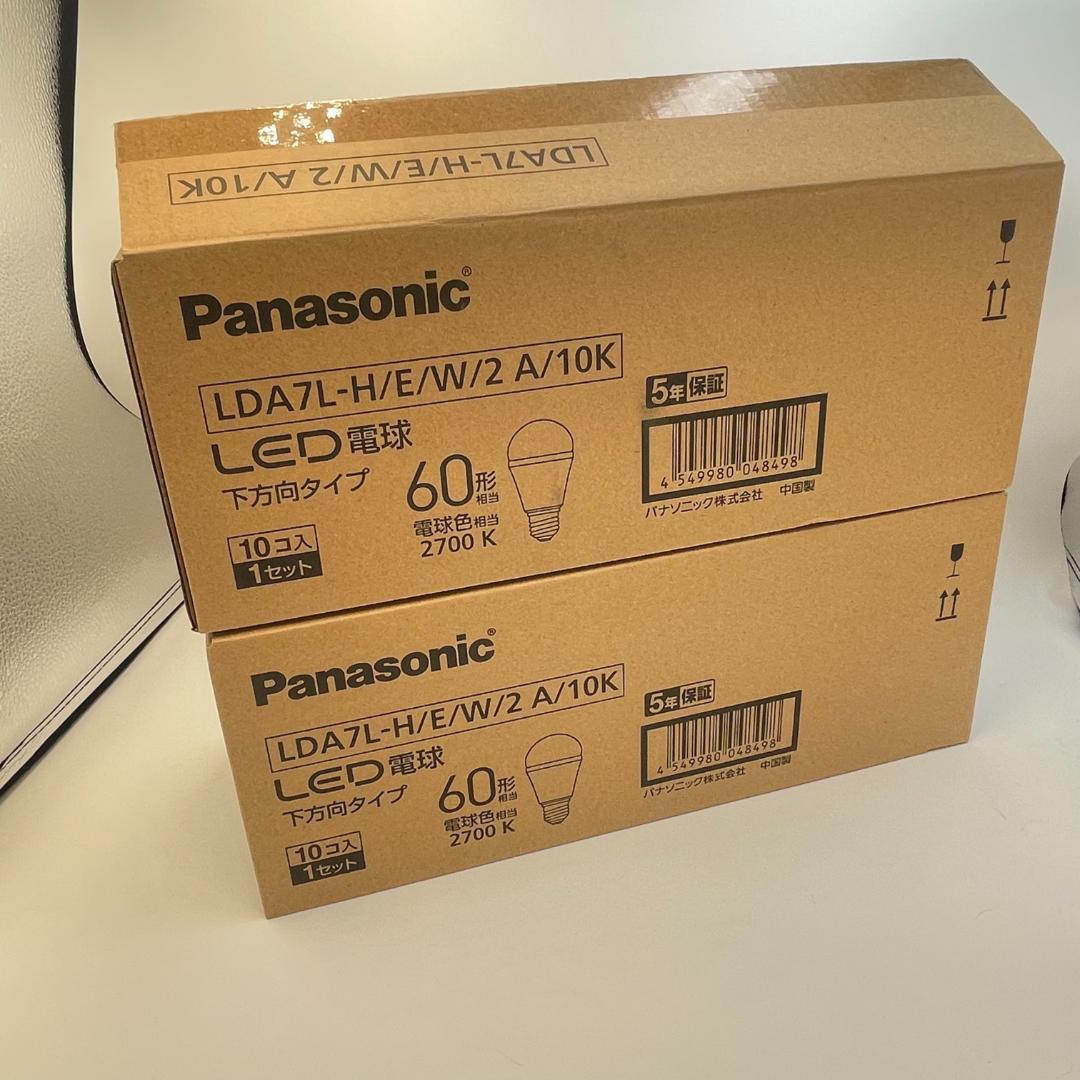 LDA7L-H/E/W/2 A/10K
Panasonic®
LDA7L-H/E/W/2 A/10K
LED電球
下方向タイプ
60形相当
電球色相当
2700 K
10コ入
1セット
5年保証
4 549980 048498
パナソニック株式会社 中国製
Panasonic®
LDA7L-H/E/W/2 A/10K
LED電球
下方向タイプ
60形相当
電球色相当
2700 K
10コ入
1セット
5年保証
4 549980 048498
パナソニック株式会社 中国製